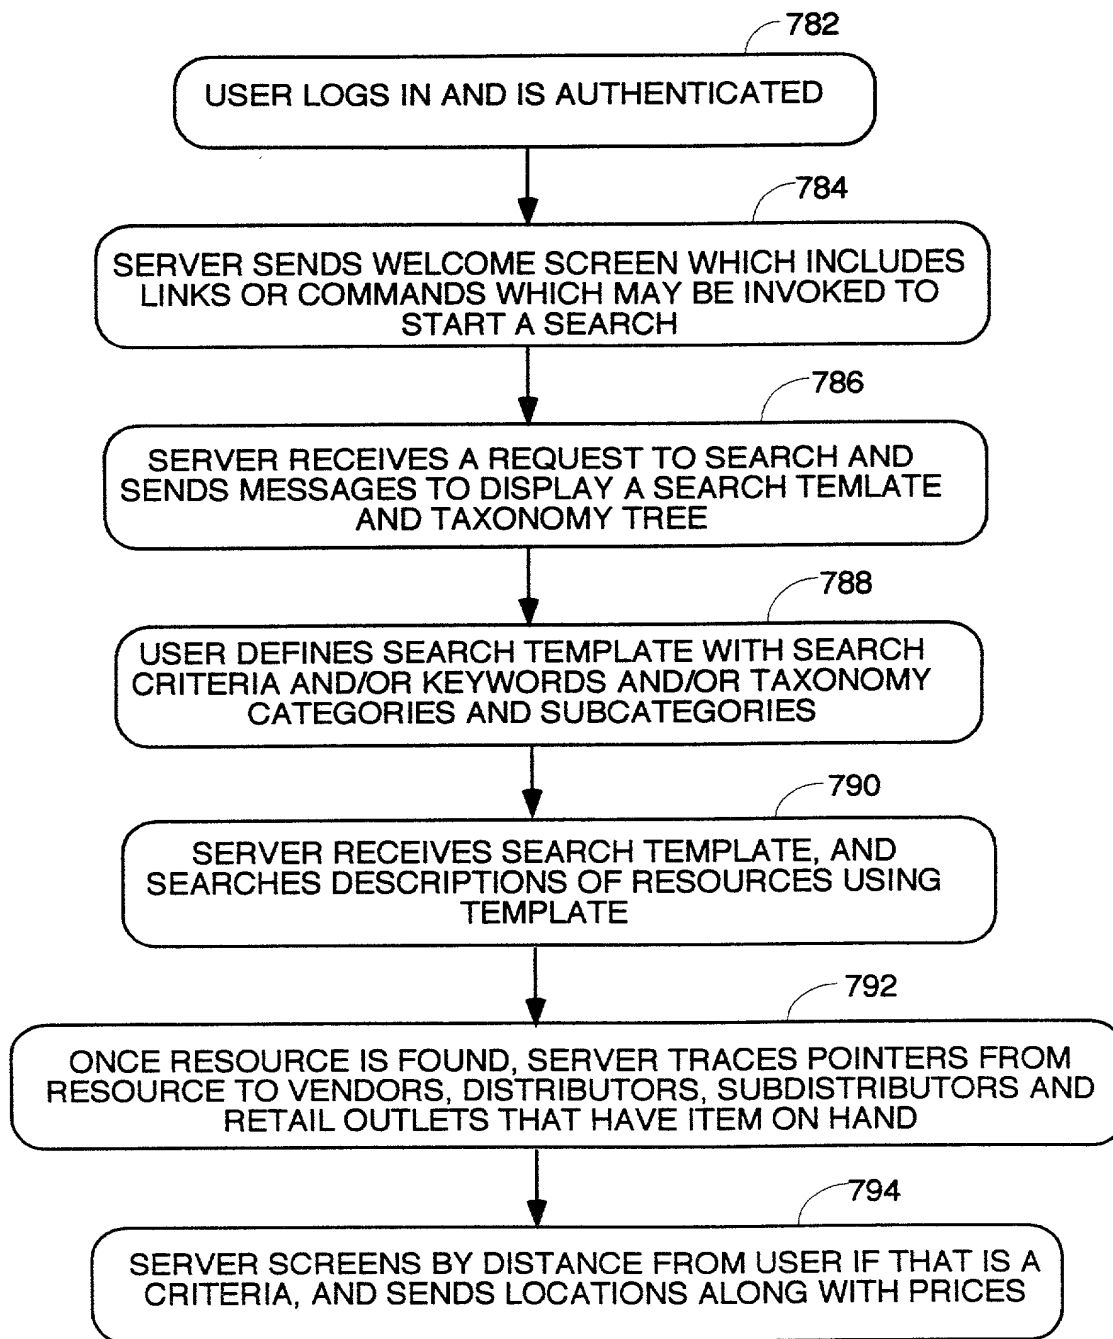 782
USER LOGS IN AND IS AUTHENTICATED
784
SERVER SENDS WELCOME SCREEN WHICH INCLUDES
LINKS OR COMMANDS WHICH MAY BE INVOKED TO
START A SEARCH
786
SERVER RECEIVES A REQUEST TO SEARCH AND
SENDS MESSAGES TO DISPLAY A SEARCH TEMLATE
AND TAXONOMY TREE
788
USER DEFINES SEARCH TEMPLATE WITH SEARCH
CRITERIA AND/OR KEYWORDS AND/OR TAXONOMY
CATEGORIES AND SUBCATEGORIES
790
SERVER RECEIVES SEARCH TEMPLATE, AND
SEARCHES DESCRIPTIONS OF RESOURCES USING
TEMPLATE
792
ONCE RESOURCE IS FOUND, SERVER TRACES POINTERS FROM
RESOURCE TO VENDORS, DISTRIBUTORS, SUBDISTRIBUTORS AND
RETAIL OUTLETS THAT HAVE ITEM ON HAND
794
SERVER SCREENS BY DISTANCE FROM USER IF THAT IS A
CRITERIA, AND SENDS LOCATIONS ALONG WITH PRICES